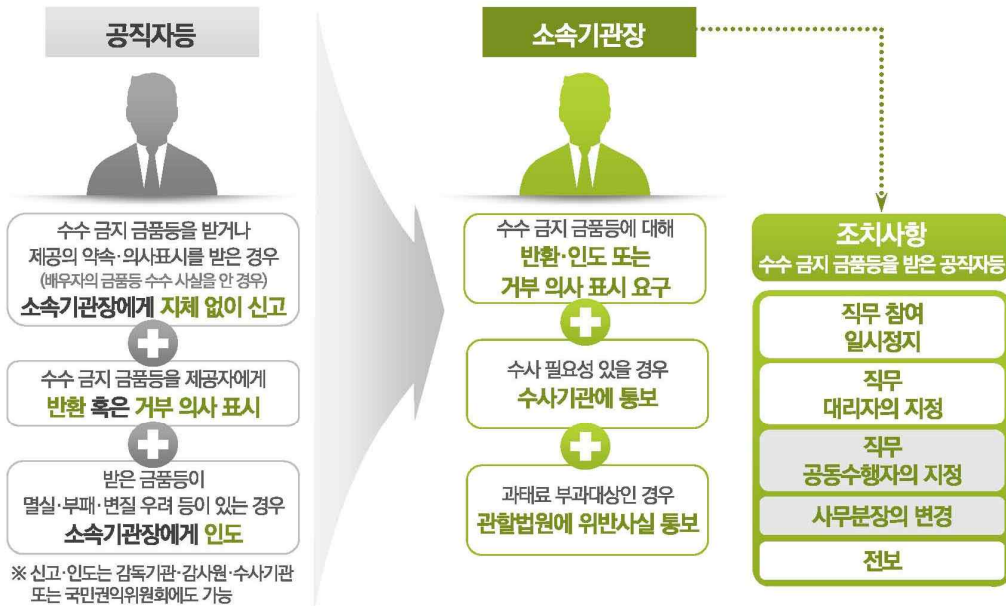 공직자등
수수 금지 금품등을 받거나
제공의 약속·의사표시를 받은 경우
(배우자의 금품등 수수 사실을 안 경우)
소속기관장에게 지체 없이 신고
수수 금지 금품등을 제공자에게
반환 혹은 거부 의사 표시
받은 금품등이
멸실·부패·변질 우려 등이 있는 경우
소속기관장에게 인도
※ 신고·인도는 감독기관·감사원·수사기관
또는 국민권익위원회에도 가능
소속기관장
수수 금지 금품등에 대해
반환·인도 또는
거부 의사 표시 요구
수사 필요성 있을 경우
수사기관에 통보
과태료 부과대상인 경우
관할법원에 위반사실 통보
조치사항
수수 금지 금품등을 받은 공직자등
직무 참여
일시정지
직무
대리자의 지정
직무
공동수행자의 지정
사무분장의 변경
전보